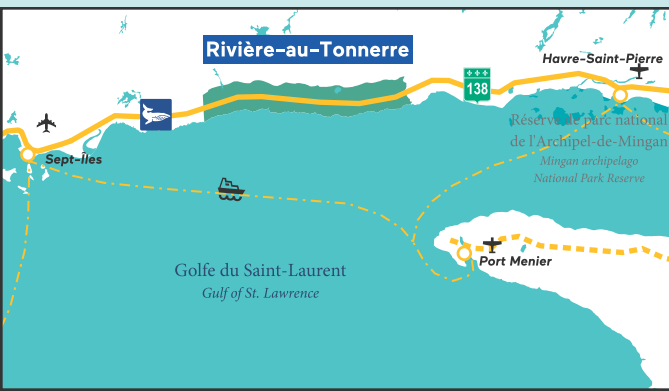 Rivière-au-Tonnerre
Havre-Saint-Pierre
138
Réserve de parc national
de l'Archipel-de-Mingan
Mingan archipelago
National Park Reserve
Sept-Îles
Port Menier
Golfe du Saint-Laurent
Gulf of St. Lawrence